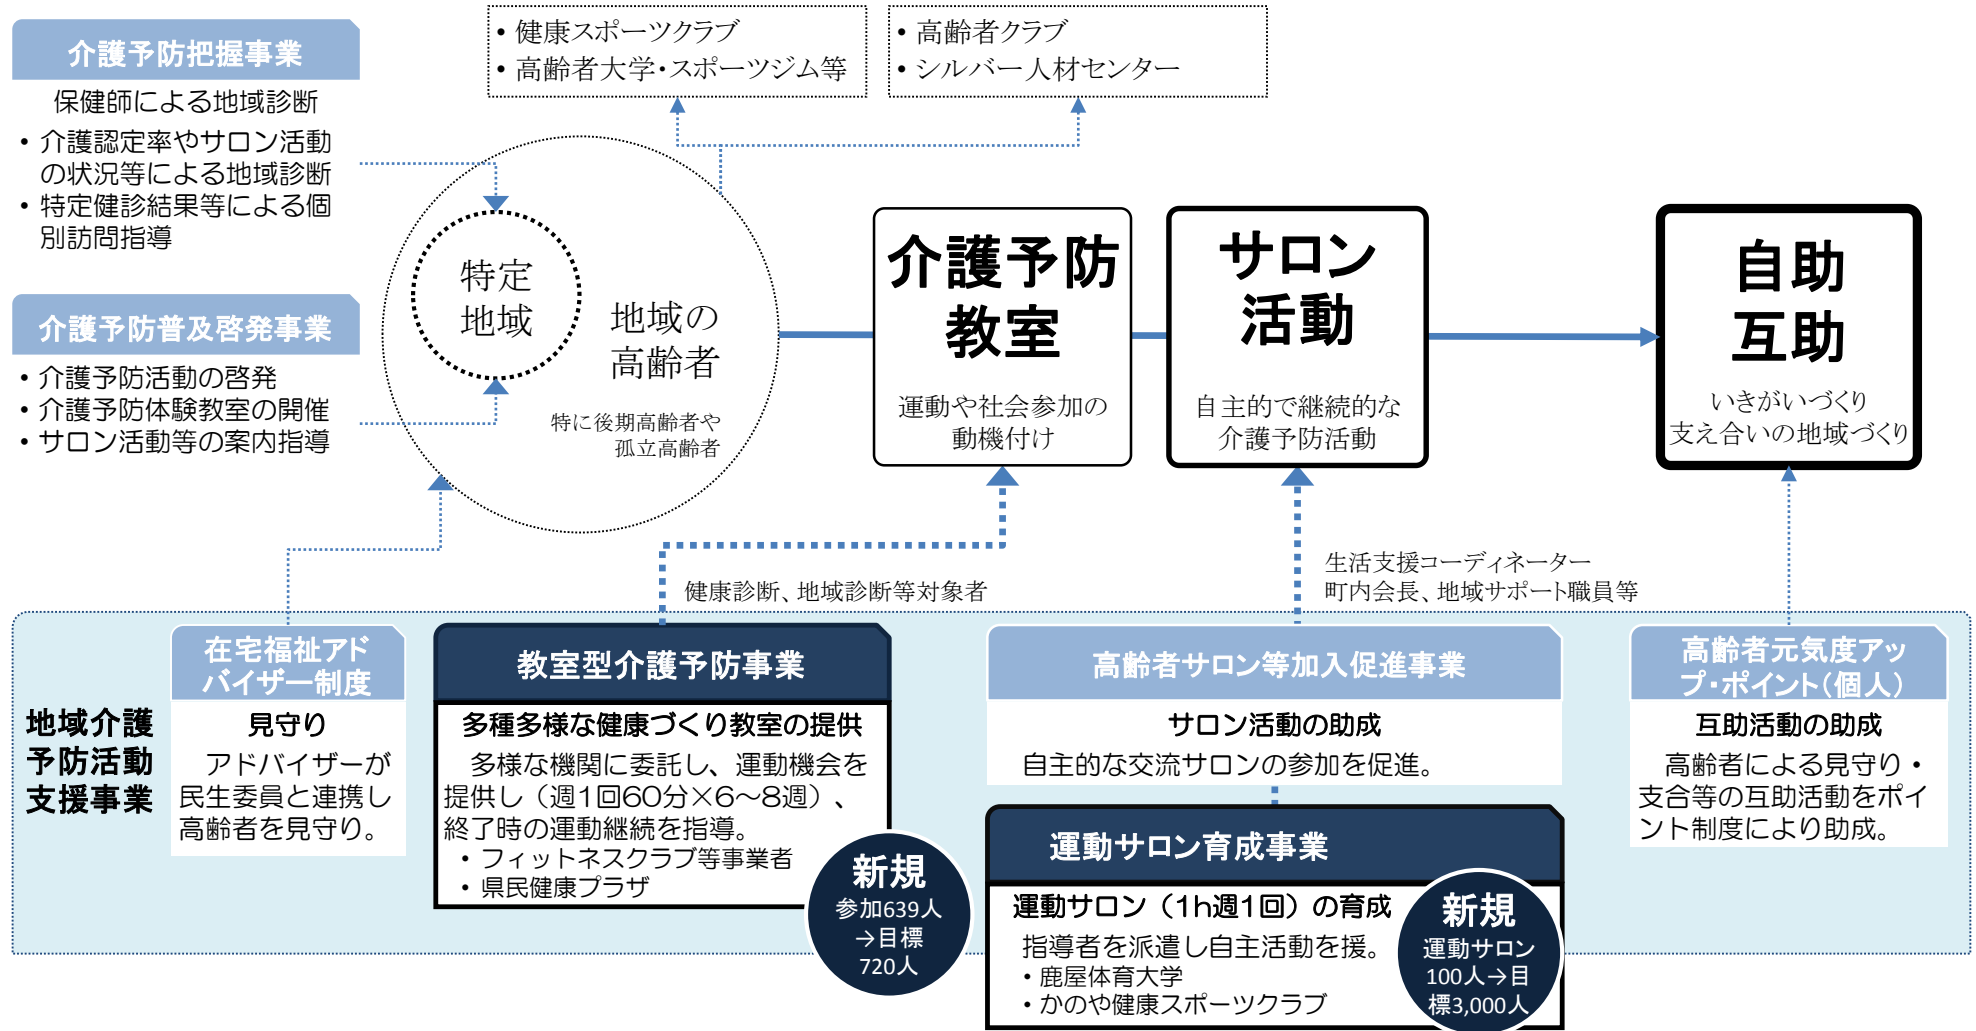 介護予防把握事業
保健師による地域診断
• 介護認定率やサロン活動
の状況等による地域診断
• 特定健診結果等による個
別訪問指導
介護予防普及啓発事業
• 介護予防活動の啓発
• 介護予防体験教室の開催
• サロン活動等の案内指導
• 健康スポーツクラブ
• 高齢者大学・スポーツジム等
• 高齢者クラブ
• シルバー人材センター
特定
地域
地域の
高齢者
特に後期高齢者や
孤立高齢者
介護予防
教室
運動や社会参加の
動機付け
サロン
活動
自主的で継続的な
介護予防活動
自助
互助
いきがいづくり
支え合いの地域づくり
健康診断、地域診断等対象者
生活支援コーディネーター
町内会長、地域サポート職員等
地域介護
予防活動
支援事業
在宅福祉アド
バイザー制度
見守り
アドバイザーが
民生委員と連携し
高齢者を見守り。
教室型介護予防事業
多種多様な健康づくり教室の提供
多様な機関に委託し、運動機会を
提供し（週1回60分×6～8週）、
終了時の運動継続を指導。
• フィットネスクラブ等事業者
• 県民健康プラザ
新規
参加639人
→目標
720人
高齢者サロン等加入促進事業
サロン活動の助成
自主的な交流サロンの参加を促進。
運動サロン育成事業
運動サロン（1h週1回）の育成
指導者を派遣し自主活動を援。
• 鹿屋体育大学
• かのや健康スポーツクラブ
新規
運動サロン
100人→目
標3,000人
高齢者元気度アッ
プ・ポイント（個人）
互助活動の助成
高齢者による見守り・
支合等の互助活動をポイ
ント制度により助成。